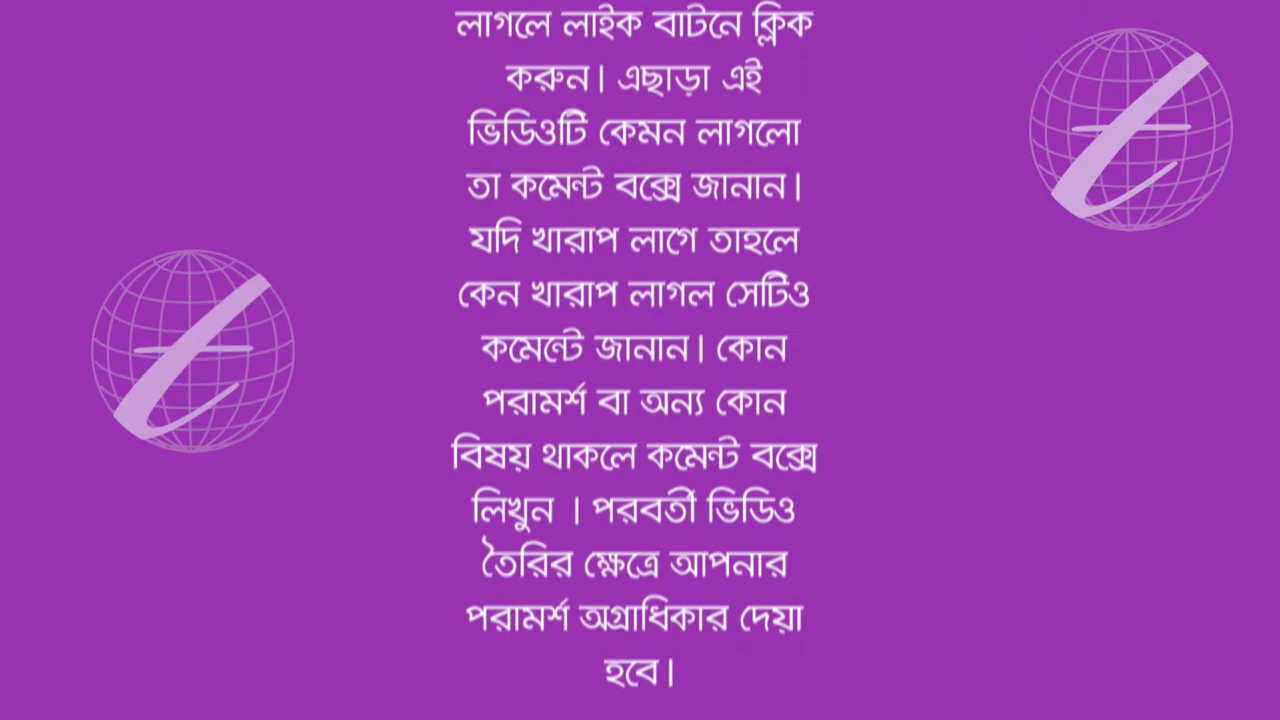 লাগলে লাইক বাটনে ক্লিক
করুন। এছাড়া এই
ভিডিওটি কেমন লাগলো
তা কমেন্ট বক্সে জানান।
যদি খারাপ লাগে তাহলে
কেন খারাপ লাগল সেটিও
কমেন্টে জানান। কোন
পরামর্শ বা অন্য কোন
বিষয় থাকলে কমেন্ট বক্সে
লিখুন । পরবর্তী ভিডিও
তৈরির ক্ষেত্রে আপনার
পরামর্শ অগ্রাধিকার দেয়া
হবে।